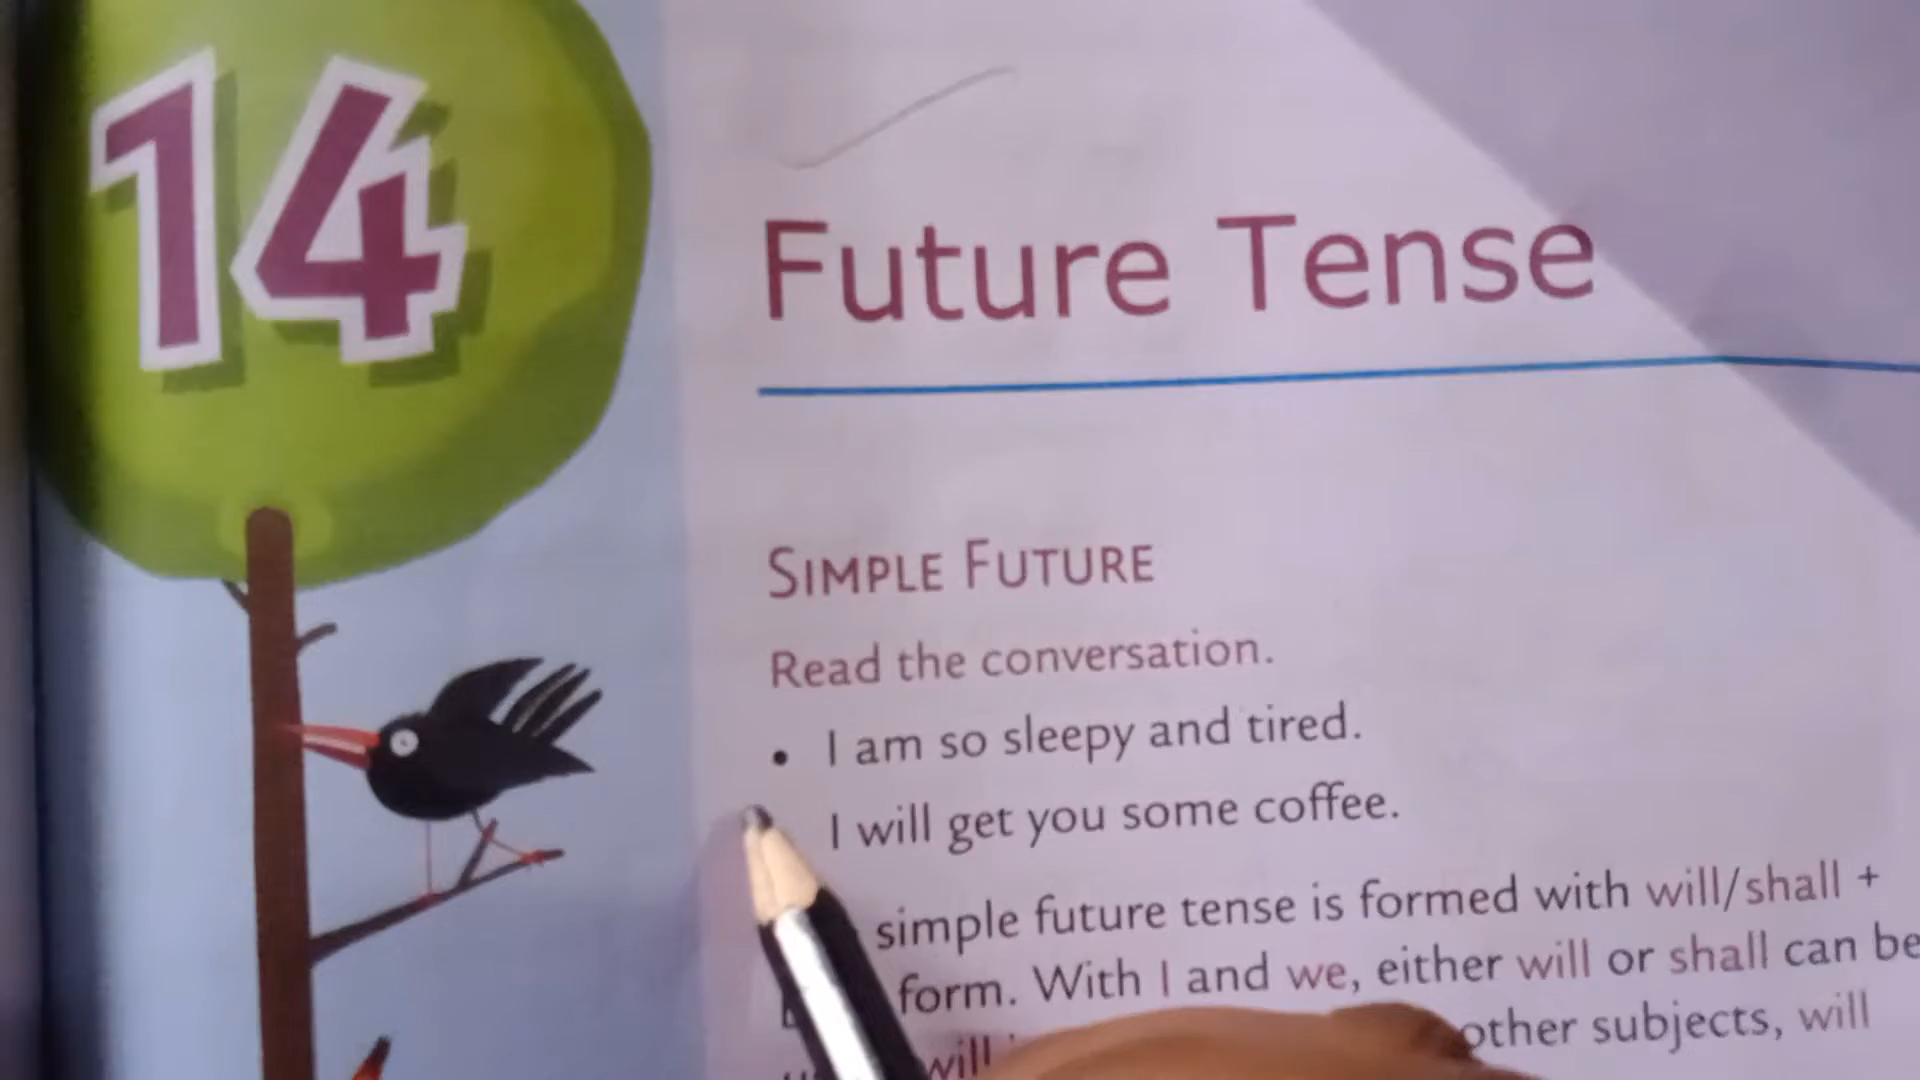 14
Future Tense
SIMPLE FUTURE
Read the conversation.
• I am so sleepy and tired.
I will get you some coffee.
simple future tense is formed with will/shall +
form. With I and we, either will or shall can be
will other subjects, will